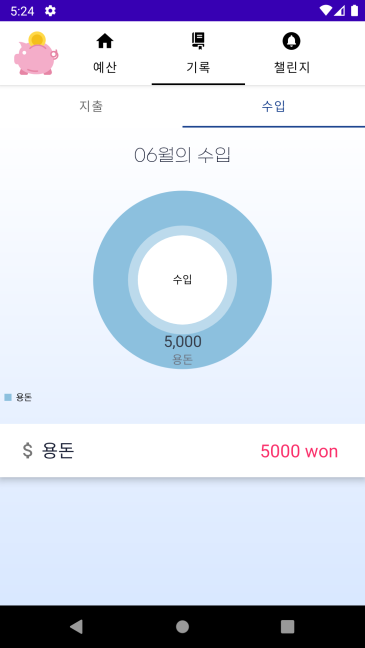 5:24
예산
기록
챌린지
지출
수입
06월의 수입
수입
5,000
용돈
용돈
$ 용돈 5000 won